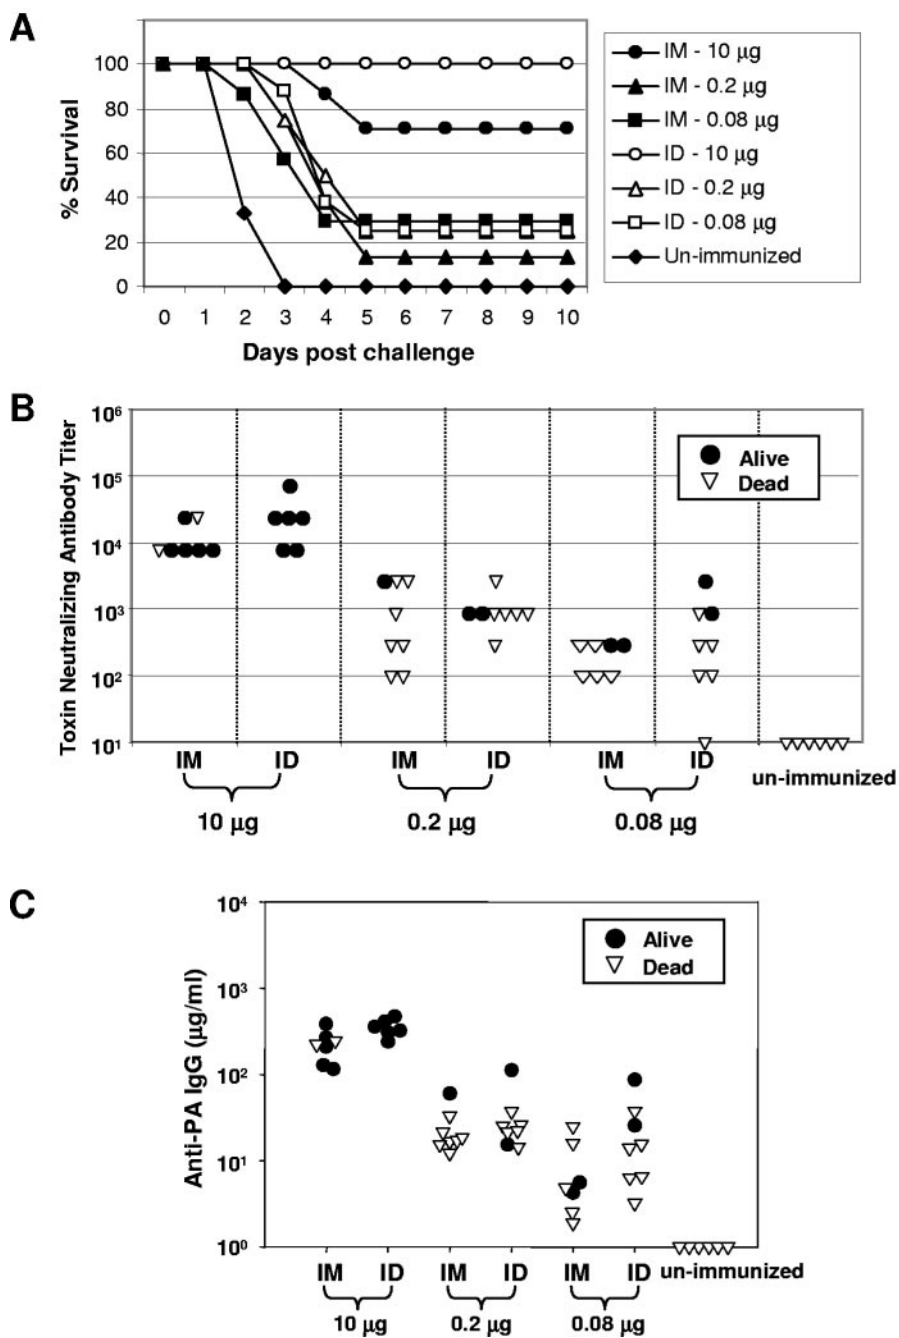 A
100
80
60
40
20
0
% Survival
0 1 2 3 4 5 6 7 8 9 10
Days post challenge
IM - 10 μg
IM - 0.2 μg
IM - 0.08 μg
ID - 10 μg
ID - 0.2 μg
ID - 0.08 μg
Un-immunized
B
Toxin Neutralizing Antibody Titer
10⁶
10⁵
10⁴
10³
10²
10¹
Alive
Dead
IM ID IM ID IM ID
un-immunized
10 μg 0.2 μg 0.08 μg
C
Anti-PA IgG (μg/ml)
10⁴
10³
10²
10¹
10⁰
Alive
Dead
IM ID IM ID IM ID un-immunized
10 μg 0.2 μg 0.08 μg